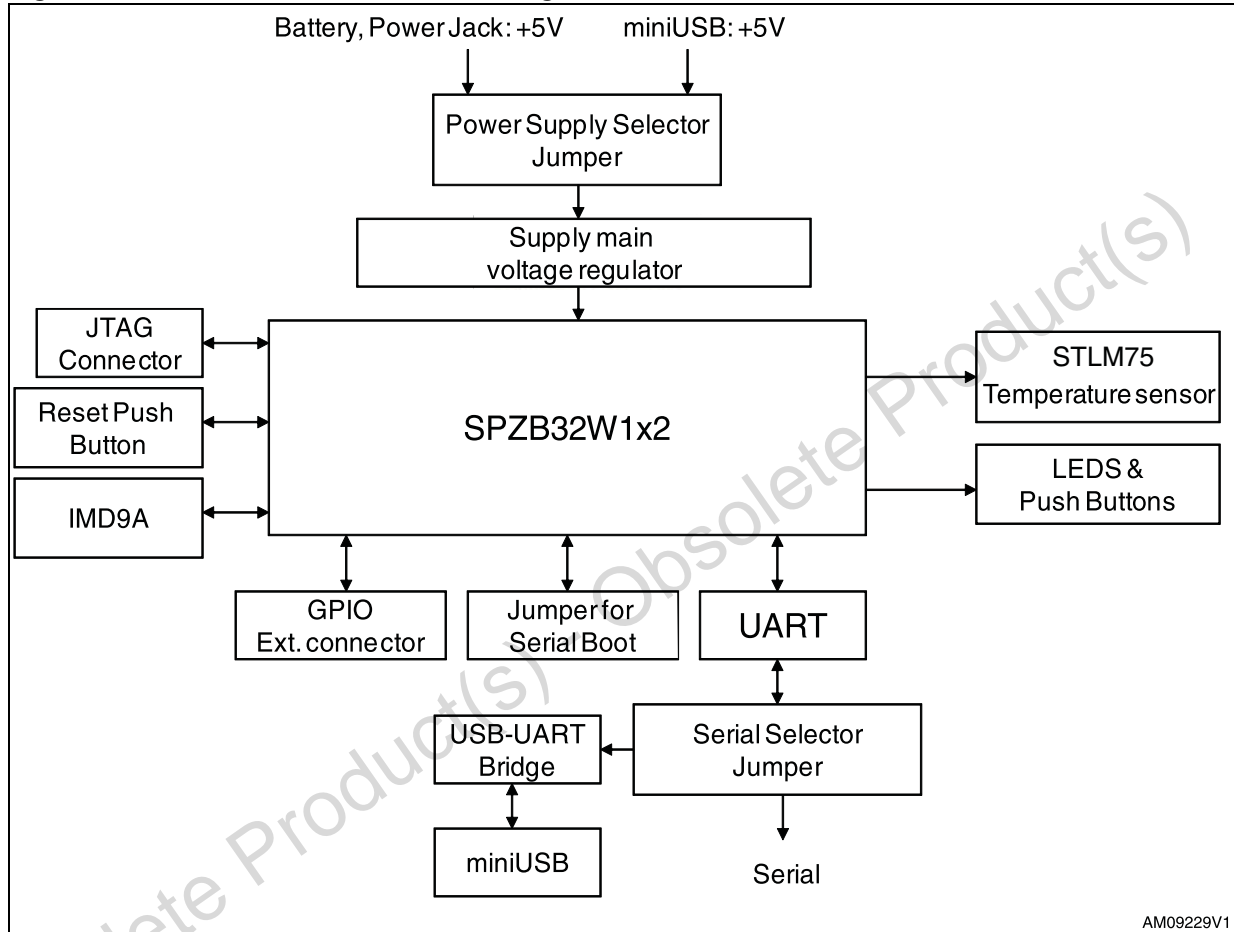 Battery, Power Jack: +5V
miniUSB: +5V
Power Supply Selector
Jumper
Supply main
voltage regulator
JTAG
Connector
Reset Push
Button
IMD9A
SPZB32W1x2
STLM75
Temperature sensor
LEDS &
Push Buttons
GPIO
Ext. connector
Jumper for
Serial Boot
UART
USB-UART
Bridge
Serial Selector
Jumper
miniUSB
Serial
AM09229V1
lete Product(s) - Obsolete Product(s)